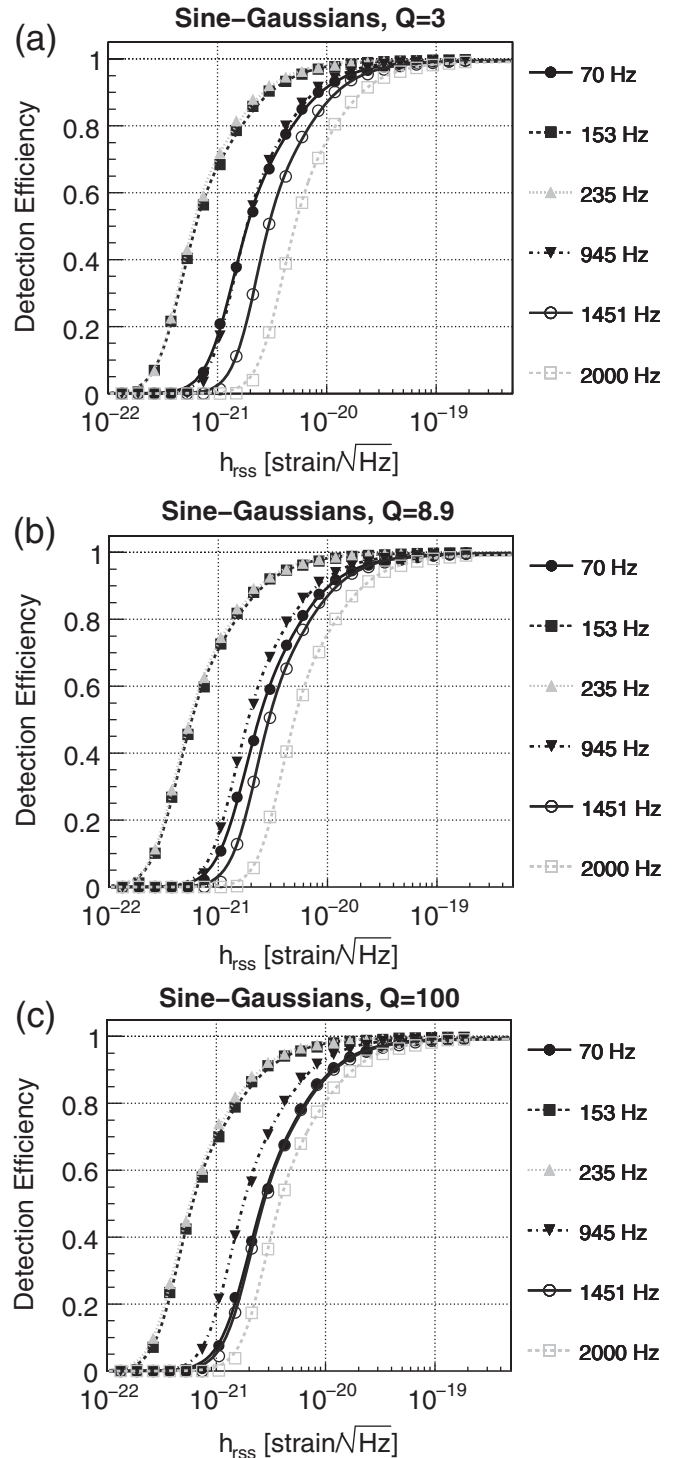 (a)
Sine−Gaussians, Q=3
Detection Efficiency
1
0.8
0.6
0.4
0.2
0
10−22
10−21
10−20
10−19
hrss [strain/√Hz]
70 Hz
153 Hz
235 Hz
945 Hz
1451 Hz
2000 Hz
(b)
Sine−Gaussians, Q=8.9
Detection Efficiency
1
0.8
0.6
0.4
0.2
0
10−22
10−21
10−20
10−19
hrss [strain/√Hz]
70 Hz
153 Hz
235 Hz
945 Hz
1451 Hz
2000 Hz
(c)
Sine−Gaussians, Q=100
Detection Efficiency
1
0.8
0.6
0.4
0.2
0
10−22
10−21
10−20
10−19
hrss [strain/√Hz]
70 Hz
153 Hz
235 Hz
945 Hz
1451 Hz
2000 Hz